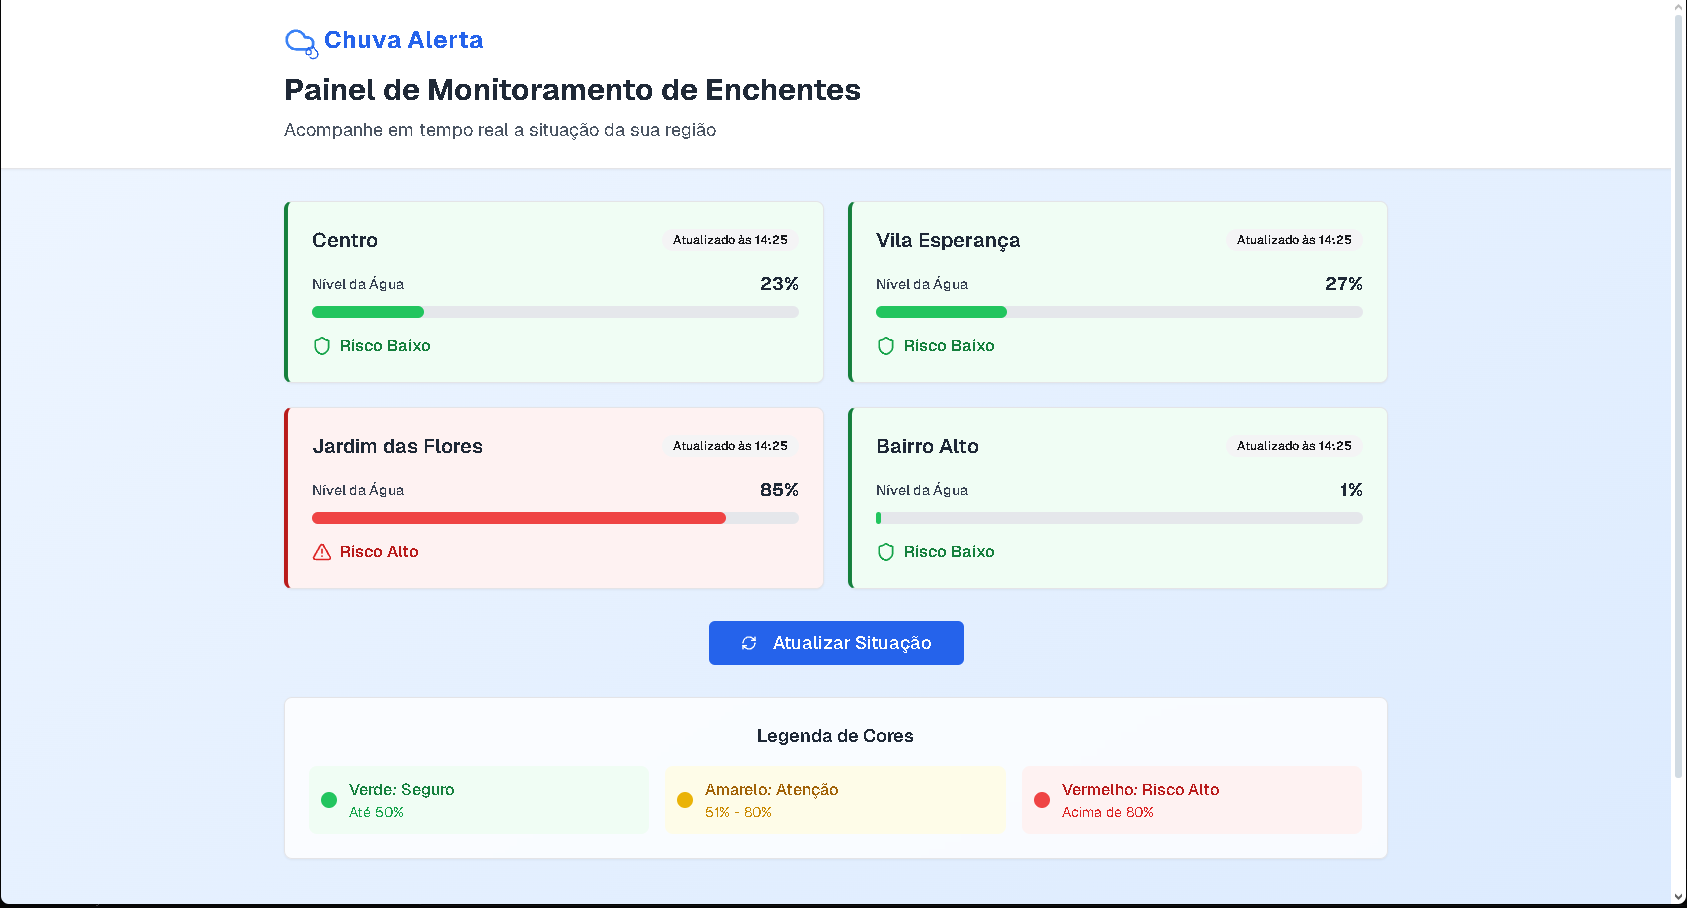 Chuva Alerta
Painel de Monitoramento de Enchentes
Acompanhe em tempo real a situação da sua região
Centro
Atualizado às 14:25
Nível da Água
23%
Risco Baixo
Vila Esperança
Atualizado às 14:25
Nível da Água
27%
Risco Baixo
Jardim das Flores
Atualizado às 14:25
Nível da Água
85%
Risco Alto
Bairro Alto
Atualizado às 14:25
Nível da Água
1%
Risco Baixo
Atualizar Situação
Legenda de Cores
Verde: Seguro
Até 50%
Amarelo: Atenção
51% - 80%
Vermelho: Risco Alto
Acima de 80%